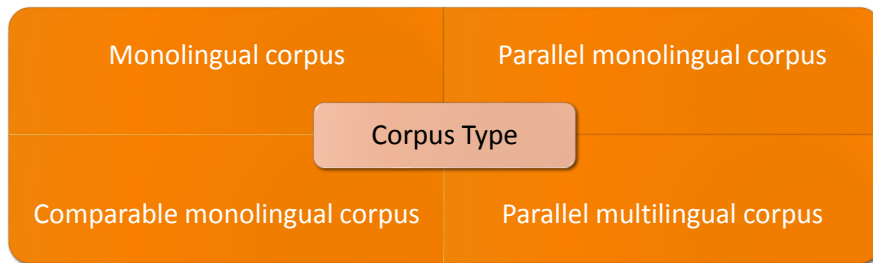 Monolingual corpus
Parallel monolingual corpus
Corpus Type
Comparable monolingual corpus
Parallel multilingual corpus